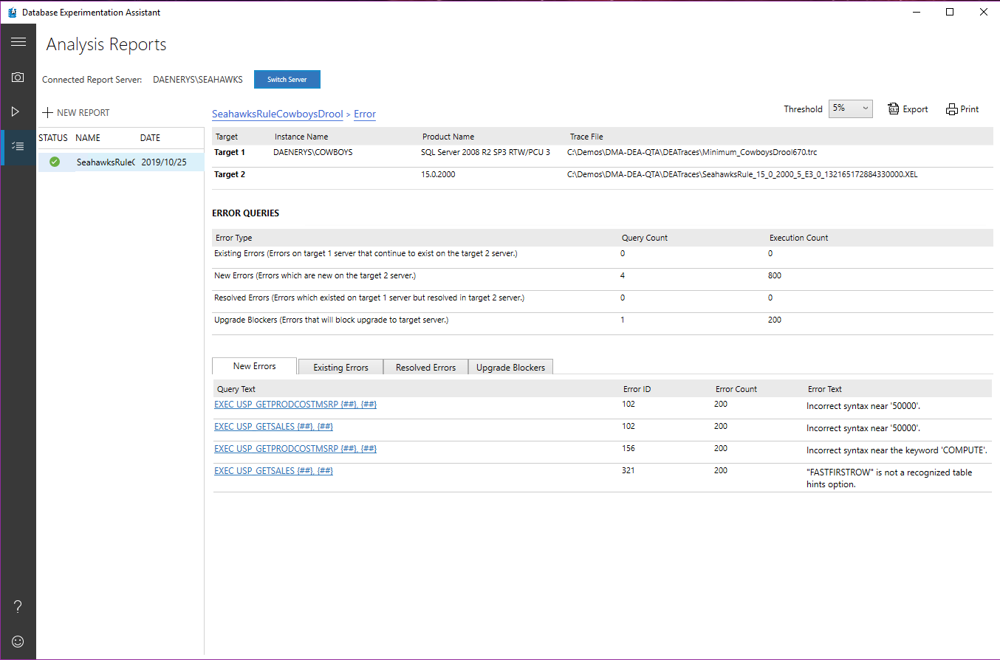 Database Experimentation Assistant
Analysis Reports
Connected Report Server: DAENERYS\SEAHAWKS Switch Server
NEW REPORT
STATUS NAME DATE
SeahawksRuleC 2019/10/25
SeahawksRuleCowboysDrool > Error
Threshold 5% Export Print
Target Instance Name Product Name Trace File
Target 1 DAENERYS\COWBOYS SQL Server 2008 R2 SP3 RTW/PCU 3 C:\Demos\DMA-DEA-QTA\DEATraces\Minimum_CowboysDrool670.trc
Target 2 15.0.2000 C:\Demos\DMA-DEA-QTA\DEATraces\SeahawksRule_15_0_2000_5_E3_0_132165172884330000.XEL
ERROR QUERIES
Error Type Query Count Execution Count
Existing Errors (Errors on target 1 server that continue to exist on the target 2 server.) 0 0
New Errors (Errors which are new on the target 2 server.) 4 800
Resolved Errors (Errors which existed on target 1 server but resolved in target 2 server.) 0 0
Upgrade Blockers (Errors that will block upgrade to target server.) 1 200
New Errors Existing Errors Resolved Errors Upgrade Blockers
Query Text Error ID Error Count Error Text
EXEC USP_GETPRODCOSTMSRP {##}, {##} 102 200 Incorrect syntax near '50000'.
EXEC USP_GETSALES {##}, {##} 102 200 Incorrect syntax near '50000'.
EXEC USP_GETPRODCOSTMSRP {##}, {##} 156 200 Incorrect syntax near the keyword 'COMPUTE'.
EXEC USP_GETSALES {##}, {##} 321 200 "FASTFIRSTROW" is not a recognized table
hints option.